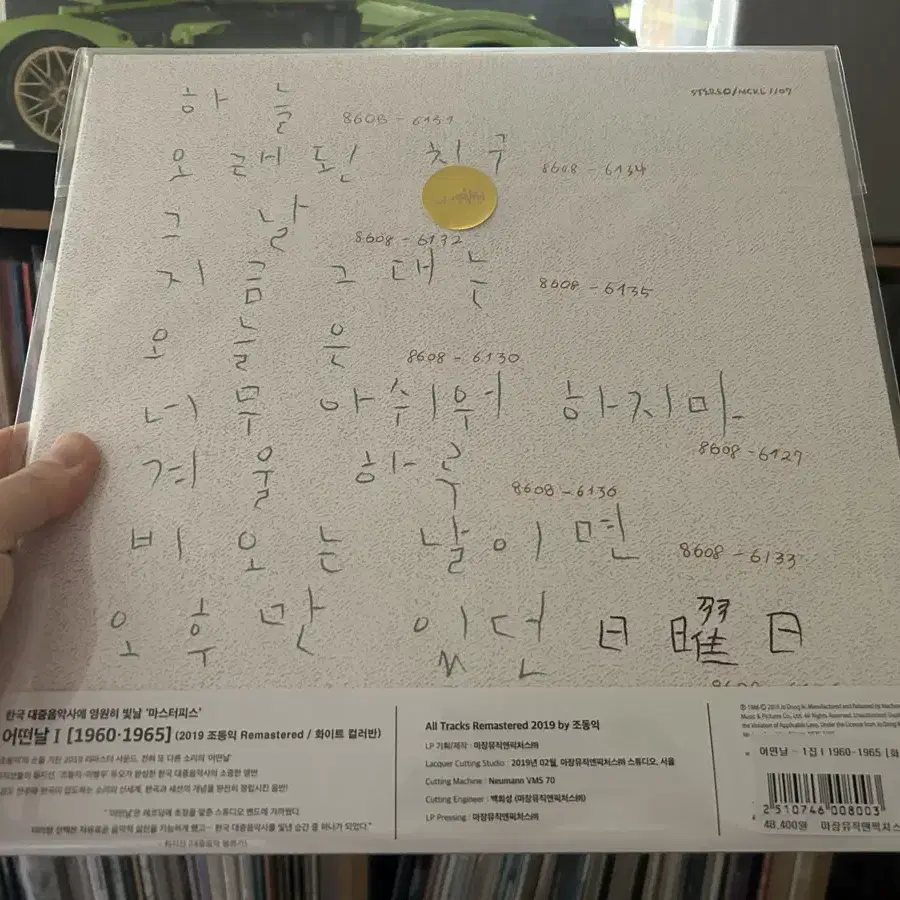 하늘
8608-6131
STEREO/MCKL1107
오래된 친구
8608-6134
그날
8608-6132
지금 그대는
8608-6135
오늘은
8608-6130
너무 아쉬워 하지마
8608-6127
겨울 하루
8608-6136
비오는 날이면
8608-6133
오후만 있던 日曜日
한국 대중음악사에 영원히 빛날 '마스터피스'
어떤날 I [1960·1965] (2019 조동익 Remastered / 화이트 컬러반)
All Tracks Remastered 2019 by 조동익
LP 기획/제작 : 마장뮤직앤픽처스㈜
Lacquer Cutting Studio : 2019년 02월, 마장뮤직앤픽처스㈜ 스튜디오, 서울
Cutting Machine : Neumann VMS 70
Cutting Engineer : 백희성 (마장뮤직앤픽처스㈜)
LP Pressing : 마장뮤직앤픽처스㈜
Music & Pictures Co., Ltd. All Rights Reserved.
어떤날 - 1집 I 1960-1965 [화
2510746008003
48,400원 마장뮤직앤픽처스